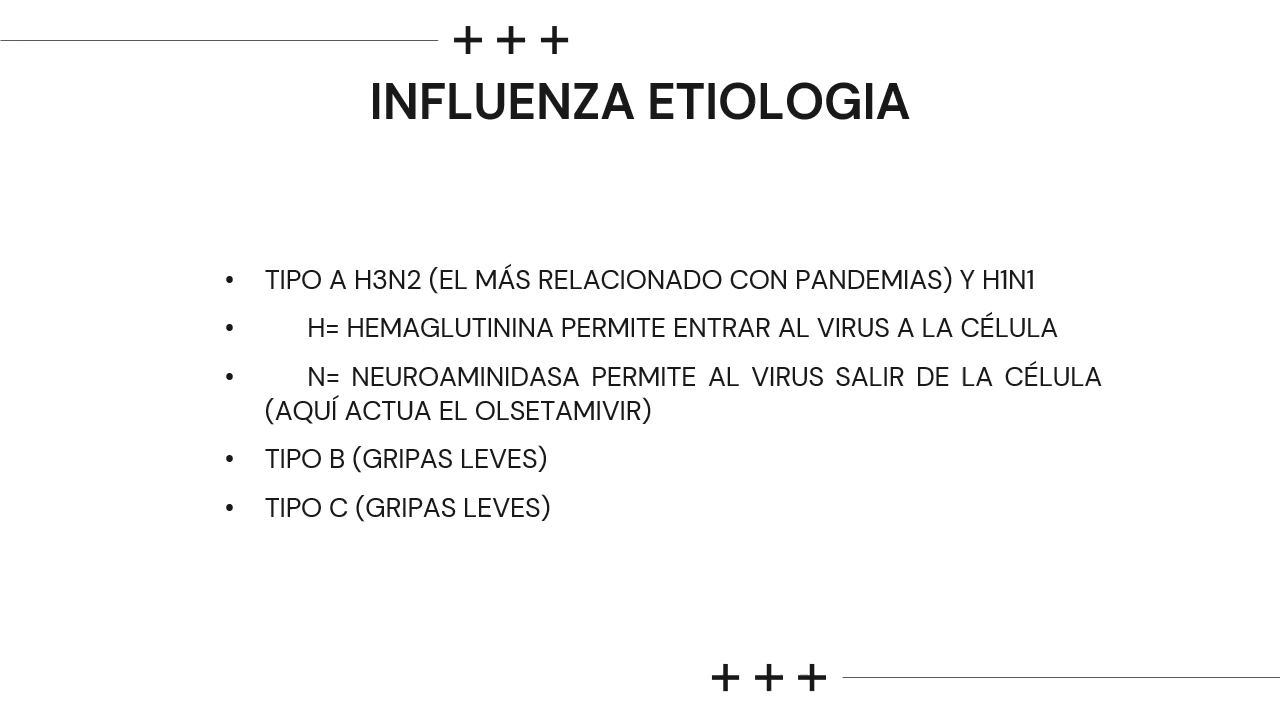 +++
INFLUENZA ETIOLOGIA
• TIPO A H3N2 (EL MÁS RELACIONADO CON PANDEMIAS) Y H1N1
• H= HEMAGLUTININA PERMITE ENTRAR AL VIRUS A LA CÉLULA
• N= NEUROAMINIDASA PERMITE AL VIRUS SALIR DE LA CÉLULA
(AQUÍ ACTUA EL OLSETAMIVIR)
• TIPO B (GRIPAS LEVES)
• TIPO C (GRIPAS LEVES)
+++